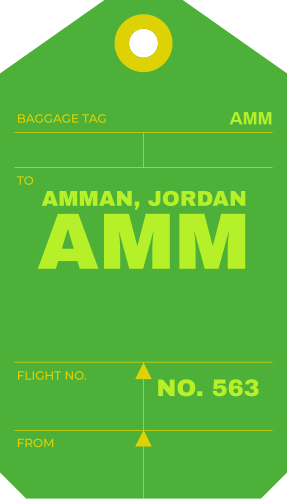 BAGGAGE TAG AMM
TO
AMMAN, JORDAN
AMM
FLIGHT NO.
NO. 563
FROM